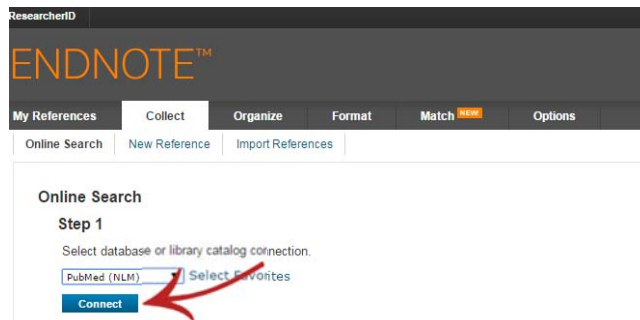 ResearcherID
ENDNOTE™
My References Collect Organize Format Match NEW Options
Online Search New Reference Import References
Online Search
Step 1
Select database or library catalog connection.
PubMed (NLM) Select Favorites
Connect